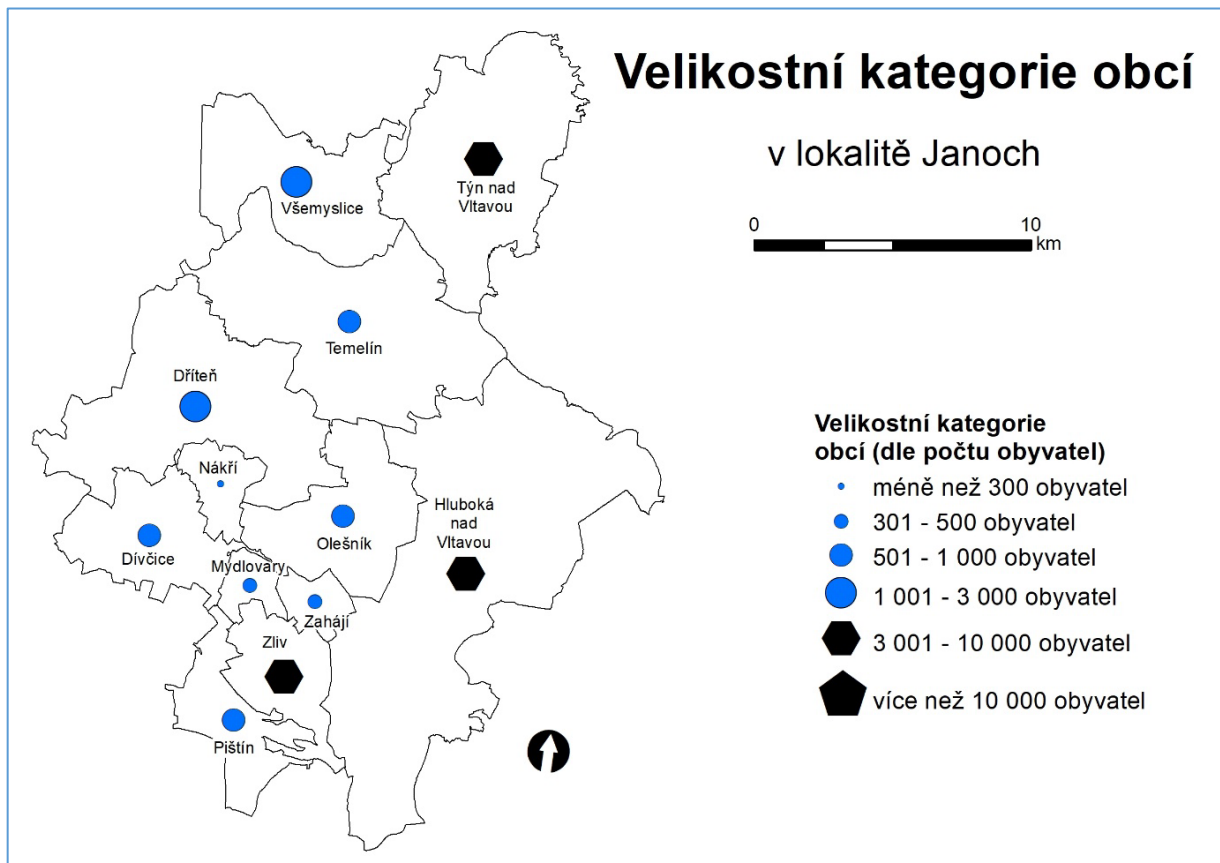 Velikostní kategorie obcí
v lokalitě Janoch
0
10
km
Týn nad
Vltavou
Všemyslice
Temelín
Dříteň
Nákří
Hluboká
nad
Vltavou
Olešník
Dívčice
Mydlovary
Zahájí
Zliv
Pištín
Velikostní kategorie
obcí (dle počtu obyvatel)
méně než 300 obyvatel
301 - 500 obyvatel
501 - 1 000 obyvatel
1 001 - 3 000 obyvatel
3 001 - 10 000 obyvatel
více než 10 000 obyvatel